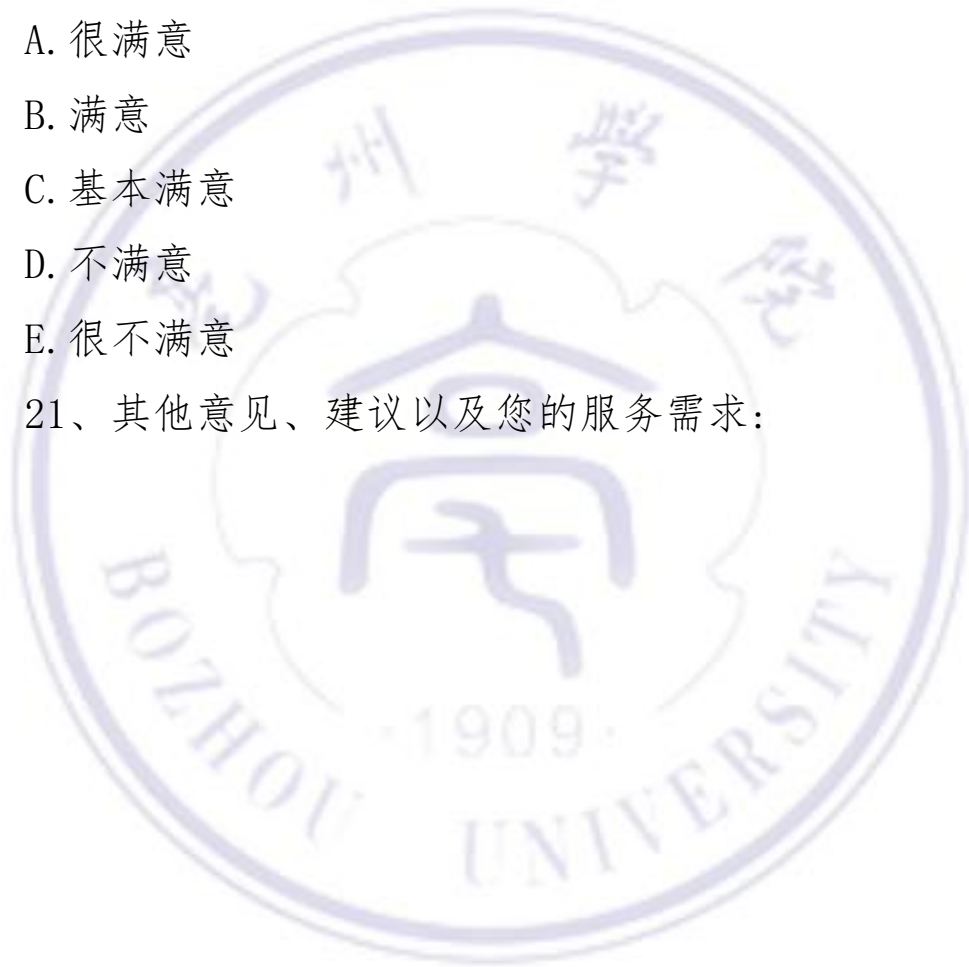 A.很满意
B.满意
C.基本满意
D.不满意
E.很不满意
21、其他意见、建议以及您的服务需求：
亳州學院
·1909·
BOZHOU UNIVERSITY